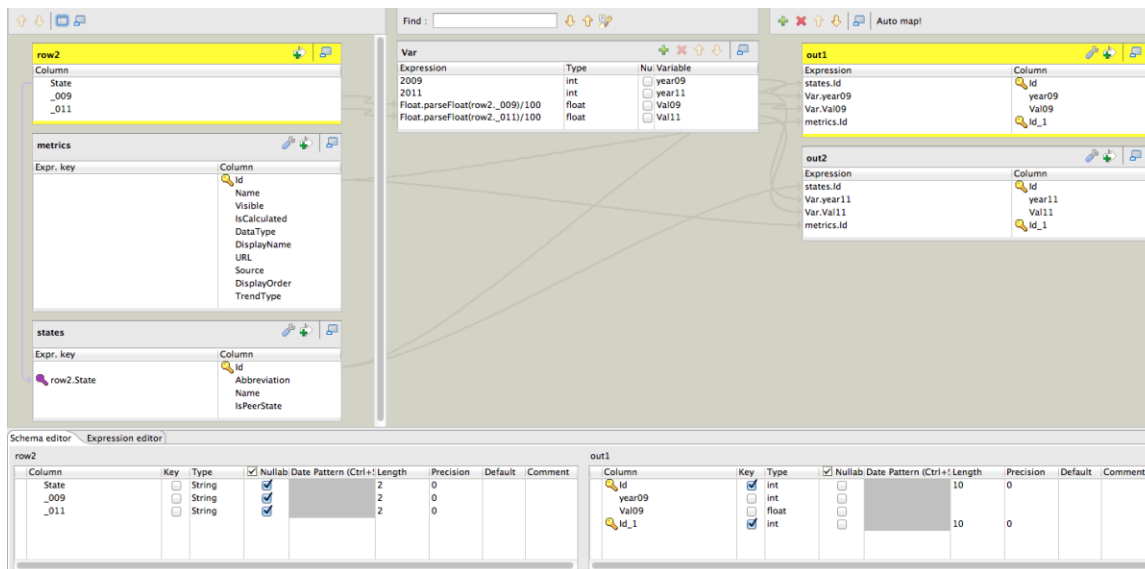 Find :
Auto map!
row2
Column
State
_009
_011
metrics
Expr. key Column
Id
Name
Visible
IsCalculated
DataType
DisplayName
URL
Source
DisplayOrder
TrendType
states
Expr. key Column
Id
row2.State Abbreviation
Name
IsPeerState
Var
Expression Type Nu Variable
2009 int year09
2011 int year11
Float.parseFloat(row2._009)/100 float Val09
Float.parseFloat(row2._011)/100 float Val11
out1
Expression Column
states.Id Id
Var.year09 year09
Var.Val09 Val09
metrics.Id Id_1
out2
Expression Column
states.Id Id
Var.year11 year11
Var.Val11 Val11
metrics.Id Id_1
Schema editor Expression editor
row2
Column Key Type Nullab Date Pattern (Ctrl+! Length Precision Default Comment
State String 2 0
_009 String 2 0
_011 String 2 0
out1
Column Key Type Nullab Date Pattern (Ctrl+! Length Precision Default Comment
Id int 10 0
year09 int
Val09 float
Id_1 int 10 0